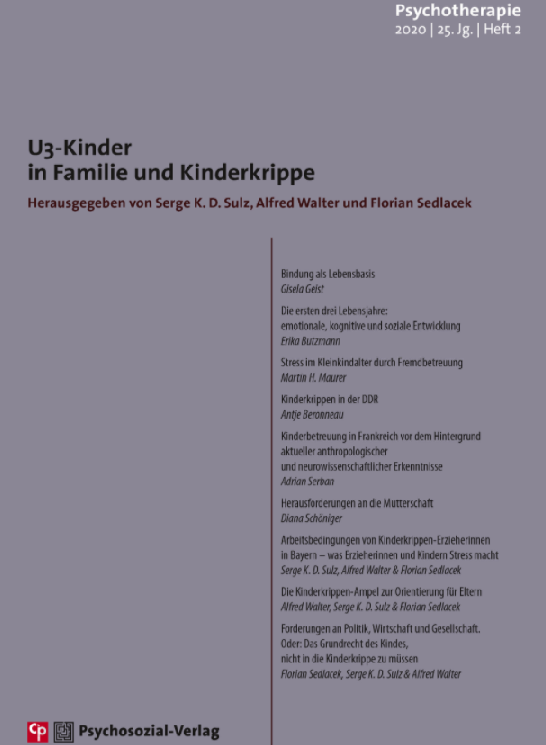 Psychotherapie
2020 | 25. Jg. | Heft 2
U3-Kinder
in Familie und Kinderkrippe
Herausgegeben von Serge K. D. Sulz, Alfred Walter und Florian Sedlacek
Bindung als Lebensbasis
Gisela Geist
Die ersten drei Lebensjahre:
emotionale, kognitive und soziale Entwicklung
Erika Butzmann
Stress im Kleinkindalter durch Fremdbetreuung
Martin H. Maurer
Kinderkrippen in der DDR
Antje Beronneau
Kinderbetreuung in Frankreich vor dem Hintergrund
aktueller anthropologischer
und neurowissenschaftlicher Erkenntnisse
Adrian Serban
Herausforderungen an die Mutterschaft
Diana Schöniger
Arbeitsbedingungen von Kinderkrippen-Erzieherinnen
in Bayern – was Erzieherinnen und Kindern Stress macht
Serge K. D. Sulz, Alfred Walter & Florian Sedlacek
Die Kinderkrippen-Ampel zur Orientierung für Eltern
Alfred Walter, Serge K. D. Sulz & Florian Sedlacek
Forderungen an Politik, Wirtschaft und Gesellschaft.
Oder: Das Grundrecht des Kindes,
nicht in die Kinderkrippe zu müssen
Florian Sedlacek, Serge K. D. Sulz & Alfred Walter
CP Psychosozial-Verlag